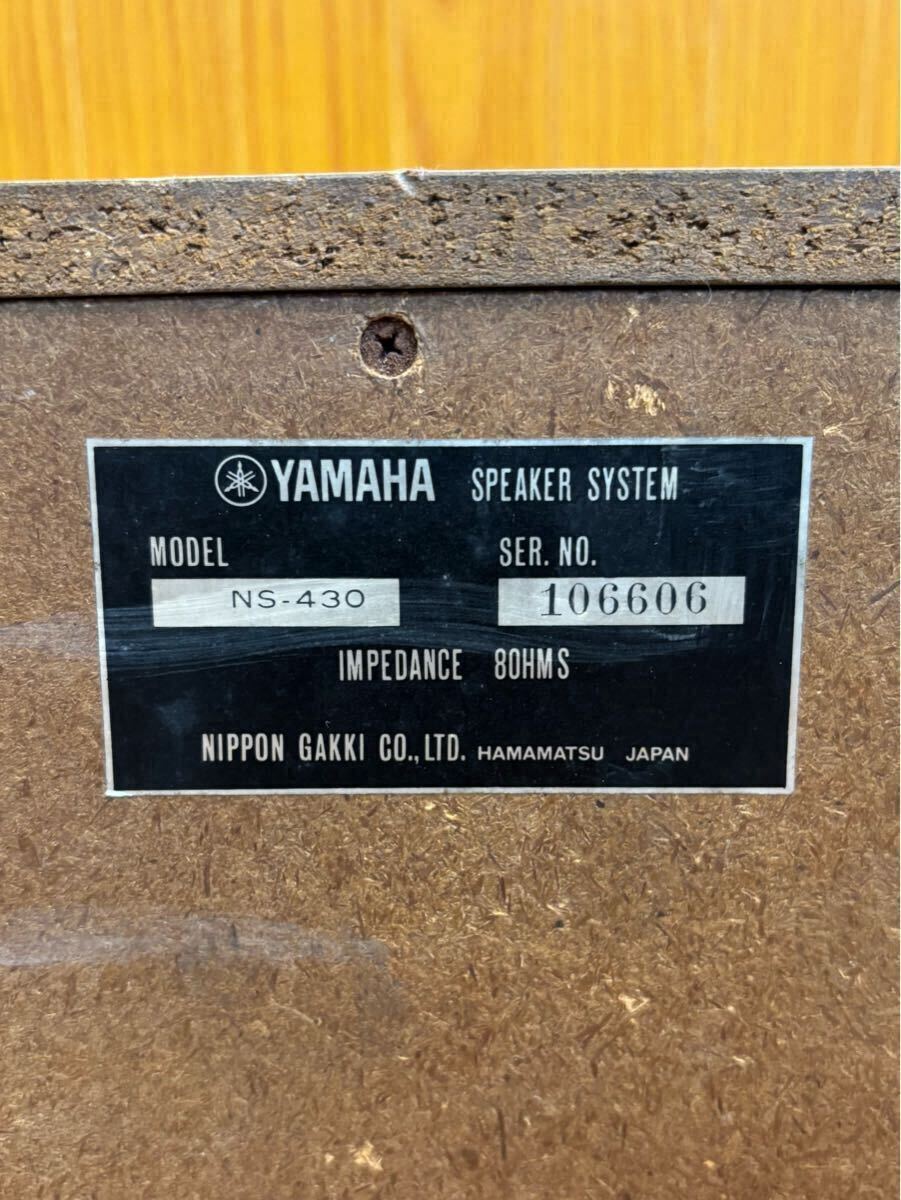 YAMAHA SPEAKER SYSTEM
MODEL SER. NO.
NS-430 106606
IMPEDANCE 8OHMS
NIPPON GAKKI CO., LTD. HAMAMATSU JAPAN